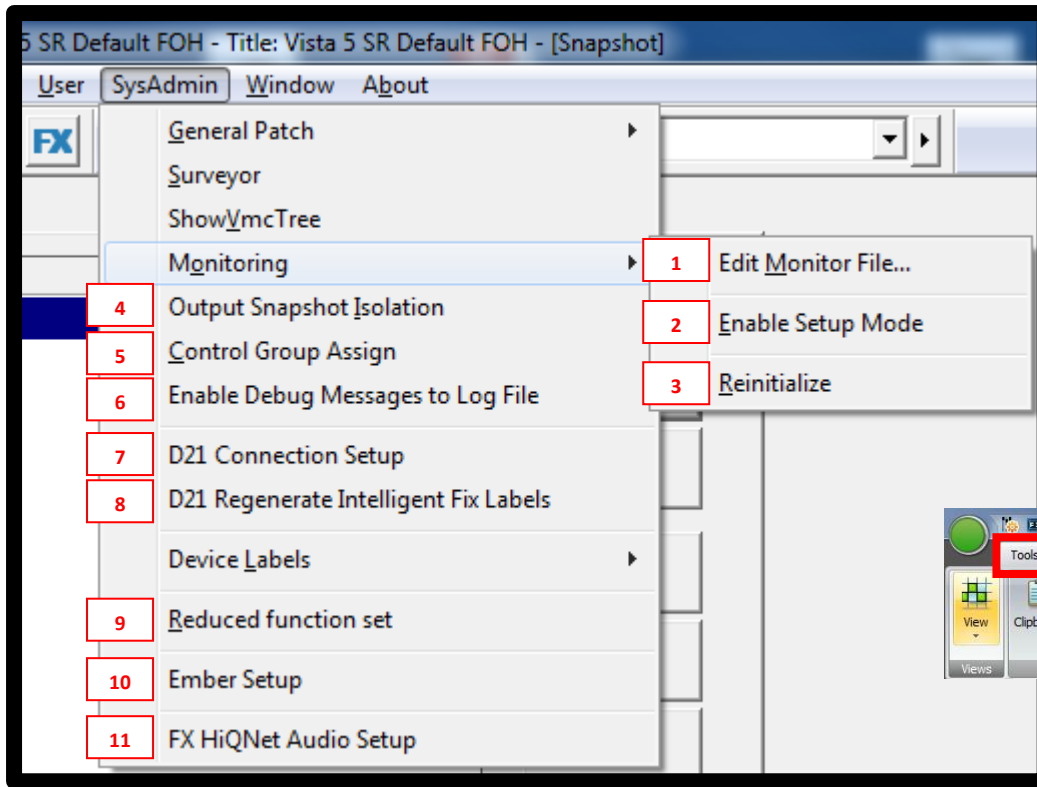 5 SR Default FOH - Title: Vista 5 SR Default FOH - [Snapshot]
User SysAdmin Window About
FX
General Patch
Surveyor
ShowVmcTree
Monitoring
1 Edit Monitor File...
4 Output Snapshot Isolation
2 Enable Setup Mode
5 Control Group Assign
3 Reinitialize
6 Enable Debug Messages to Log File
7 D21 Connection Setup
8 D21 Regenerate Intelligent Fix Labels
Device Labels
Tools
9 Reduced function set
View Clipb
Views
10 Ember Setup
11 FX HiQNet Audio Setup